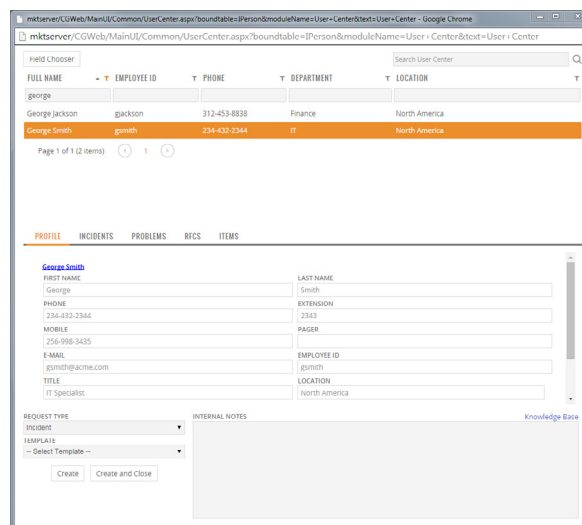 mktserver/CGWeb/MainUI/Common/UserCenter.aspx?boundtable=IPerson&moduleName=User+Center&text=User+Center - Google Chrome
mktserver/CGWeb/MainUI/Common/UserCenter.aspx?boundtable=IPerson&moduleName=User+Center&text=User+Center
Field Chooser
Search User Center
FULL NAME EMPLOYEE ID PHONE DEPARTMENT LOCATION
george
George Jackson gjackson 312-453-8838 Finance North America
George Smith gsmith 234-432-2344 IT North America
Page 1 of 1 (2 items) 1
PROFILE INCIDENTS PROBLEMS RFCS ITEMS
George Smith
FIRST NAME LAST NAME
George Smith
PHONE EXTENSION
234-432-2344 2343
MOBILE PAGER
256-998-3435
E-MAIL EMPLOYEE ID
gsmith@acme.com gsmith
TITLE LOCATION
IT Specialist North America
REQUEST TYPE INTERNAL NOTES Knowledge Base
Incident
TEMPLATE
-- Select Template --
Create Create and Close